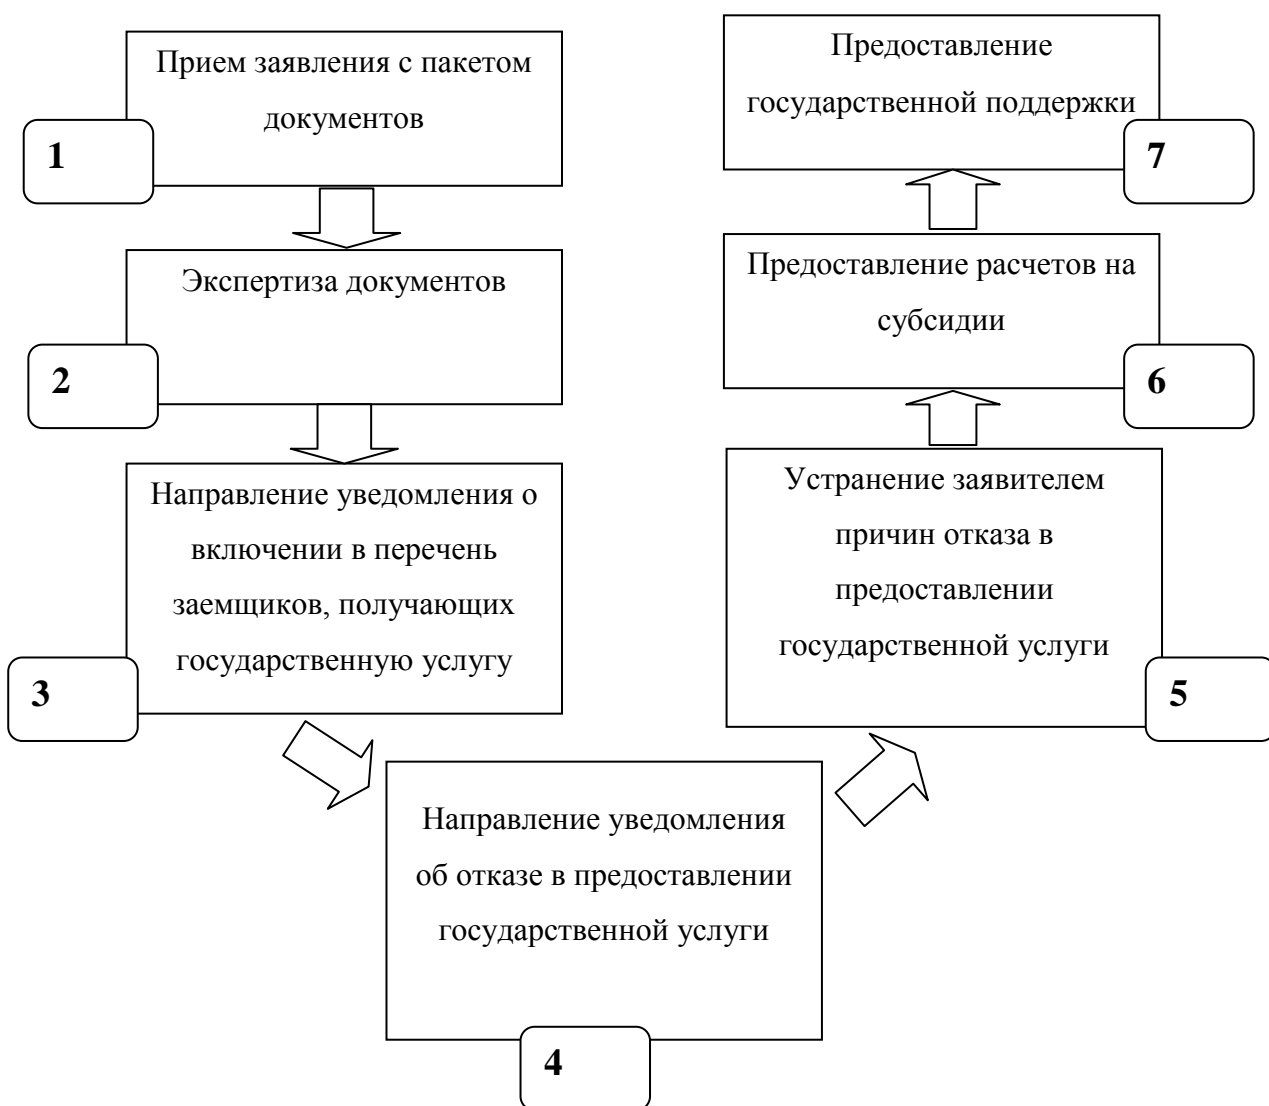 Прием заявления с пакетом
документов
1
Экспертиза документов
2
Направление уведомления о
включении в перечень
заемщиков, получающих
государственную услугу
3
Направление уведомления
об отказе в предоставлении
государственной услуги
4
Устранение заявителем
причин отказа в
предоставлении
государственной услуги
5
Предоставление расчетов на
субсидии
6
Предоставление
государственной поддержки
7